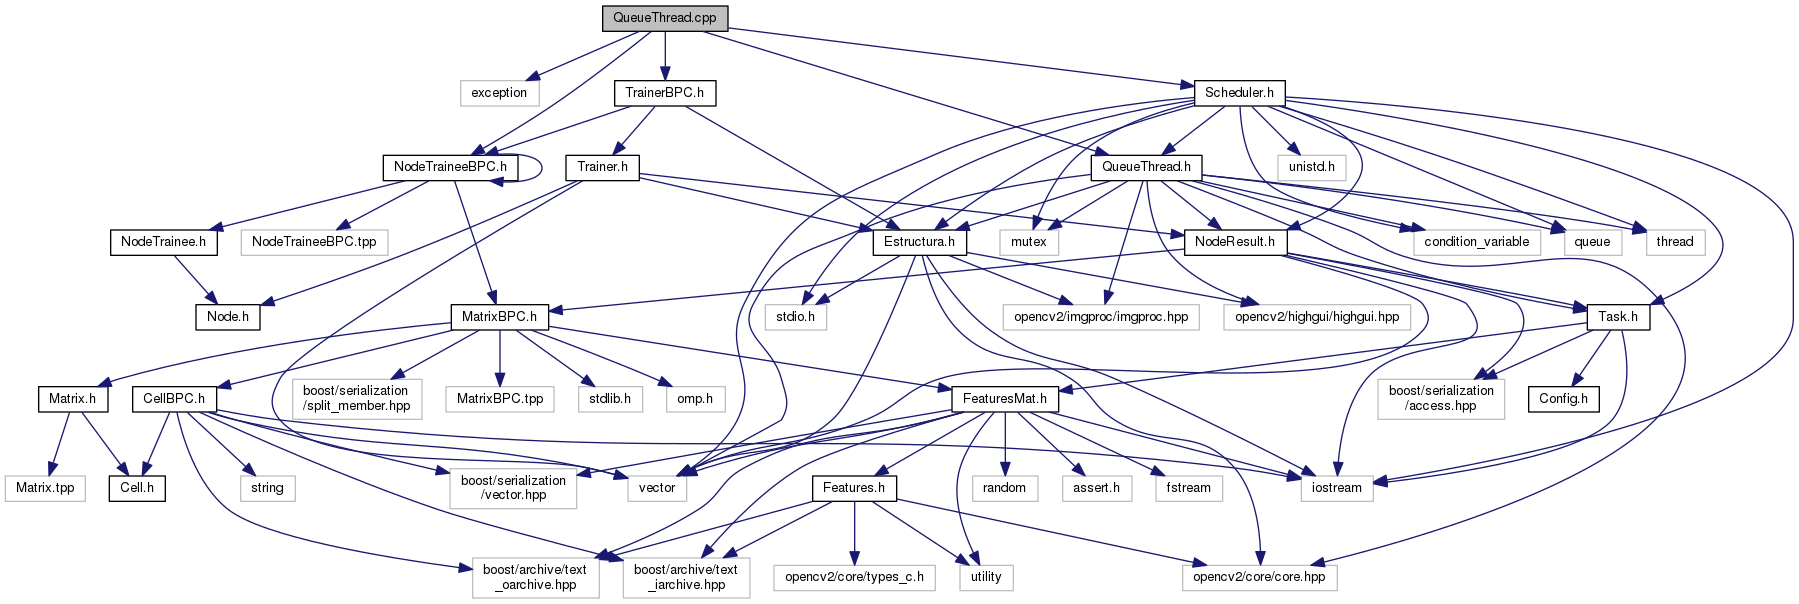 QueueThread.cpp
exception
TrainerBPC.h
Scheduler.h
NodeTraineeBPC.h
Trainer.h
QueueThread.h
unistd.h
NodeTrainee.h
NodeTraineeBPC.tpp
Estructura.h
mutex
NodeResult.h
condition_variable
queue
thread
Node.h
MatrixBPC.h
stdio.h
opencv2/imgproc/imgproc.hpp
opencv2/highgui/highgui.hpp
Task.h
Matrix.h
CellBPC.h
boost/serialization
/split_member.hpp
MatrixBPC.tpp
stdlib.h
omp.h
FeaturesMat.h
boost/serialization
/access.hpp
Config.h
Matrix.tpp
Cell.h
string
boost/serialization
/vector.hpp
vector
Features.h
random
assert.h
fstream
iostream
boost/archive/text
_oarchive.hpp
boost/archive/text
_iarchive.hpp
opencv2/core/types_c.h
utility
opencv2/core/core.hpp